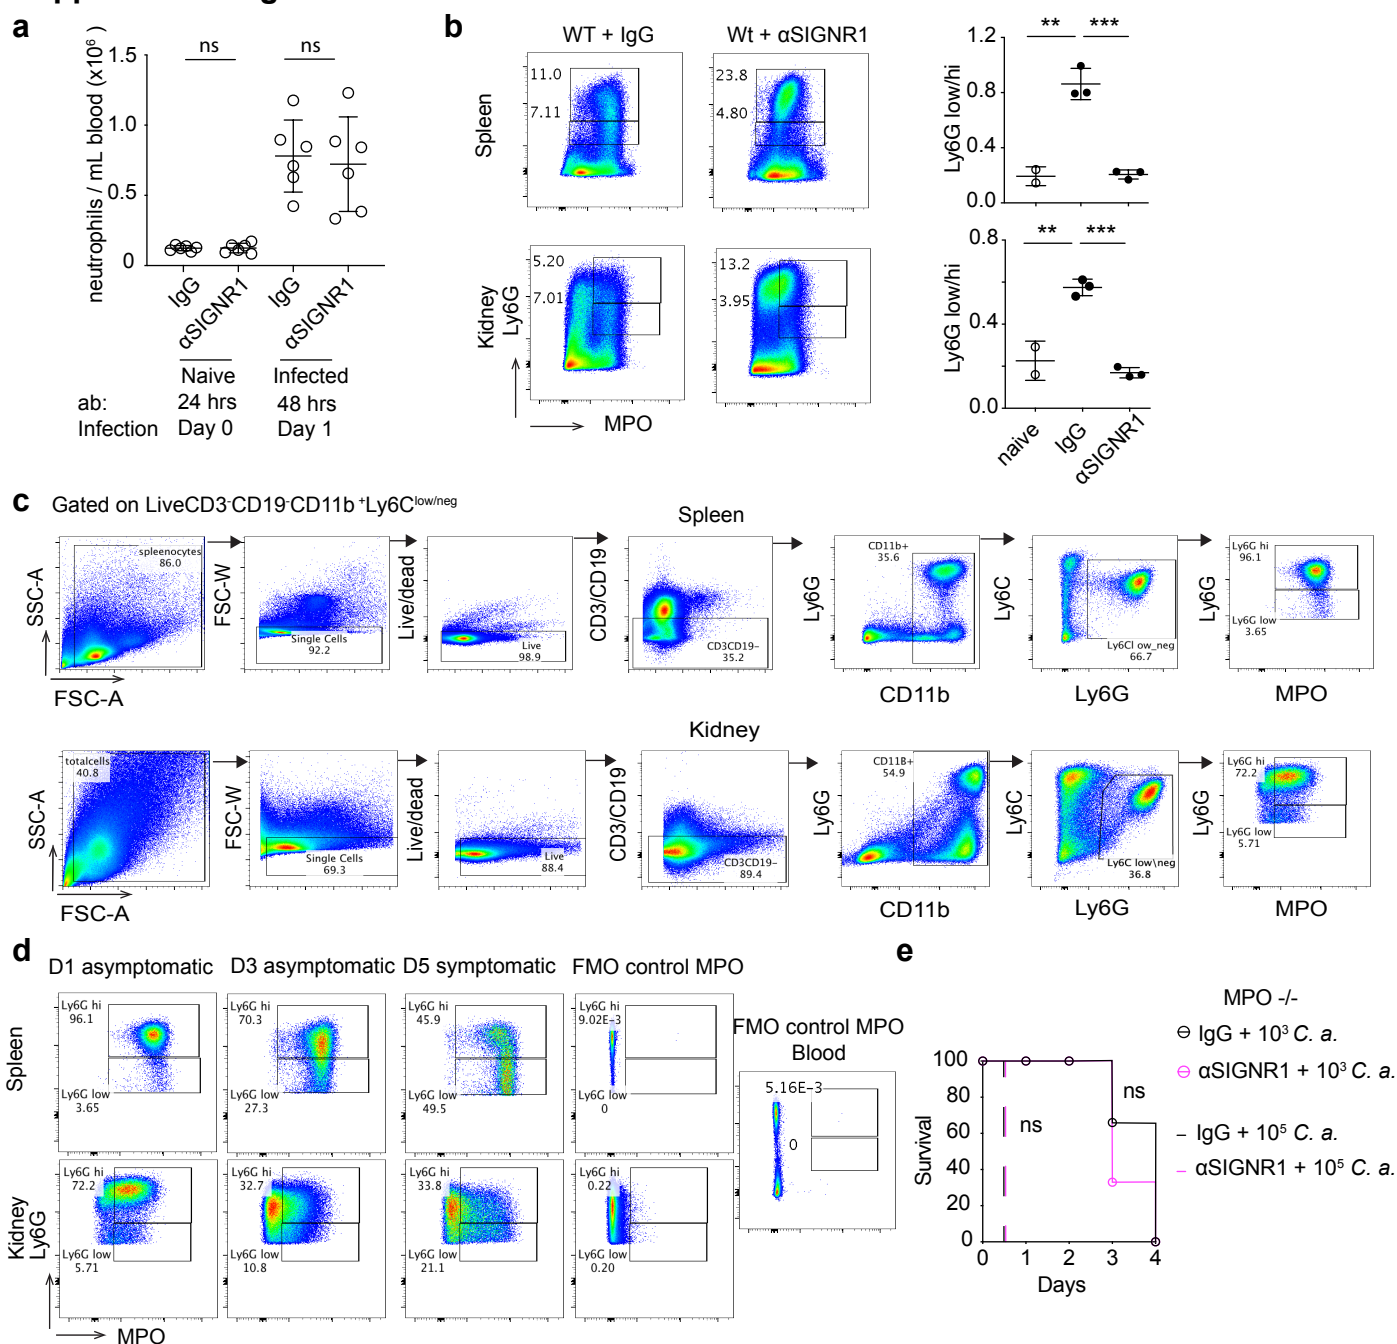 a
neutrophils / mL blood (x10⁶ )
1.5
1.0
0.5
0
ns
ns
IgG
αSIGNR1
IgG
αSIGNR1
Naive
Infected
ab:
24 hrs
48 hrs
Infection
Day 0
Day 1
b
WT + IgG
Wt + αSIGNR1
Spleen
11.0
7.11
23.8
4.80
Kidney
Ly6G
5.20
7.01
13.2
3.95
MPO
Ly6G low/hi
1.2
0.8
0.4
0.0
**
***
Ly6G low/hi
0.8
0.4
0.0
**
***
naive
IgG
αSIGNR1
c
Gated on LiveCD3⁻CD19⁻CD11b⁺Ly6C^low/neg
Spleen
SSC-A
FSC-A
spleenocytes
86.0
FSC-W
Single Cells
92.2
Live/dead
Live
98.9
CD3/CD19
CD3CD19-
35.2
Ly6G
CD11b+
35.6
CD11b
Ly6C
Ly6Cl ow_neg
66.7
Ly6G
Ly6G
Ly6G hi
96.1
Ly6G low
3.65
MPO
Kidney
SSC-A
FSC-A
totalcells
40.8
FSC-W
Single Cells
69.3
Live/dead
Live
88.4
CD3/CD19
CD3CD19-
89.4
Ly6G
CD11B+
54.9
CD11b
Ly6C
Ly6C low\neg
36.8
Ly6G
Ly6G
Ly6G hi
72.2
Ly6G low
5.71
MPO
d
D1 asymptomatic
D3 asymptomatic
D5 symptomatic
FMO control MPO
Spleen
Ly6G hi
96.1
Ly6G low
3.65
Ly6G hi
70.3
Ly6G low
27.3
Ly6G hi
45.9
Ly6G low
49.5
Ly6G hi
9.02E-3
Ly6G low
0
FMO control MPO
Blood
5.16E-3
0
Kidney
Ly6G
Ly6G hi
72.2
Ly6G low
5.71
Ly6G hi
32.7
Ly6G low
10.8
Ly6G hi
33.8
Ly6G low
21.1
Ly6G hi
0.22
Ly6G low
0.20
MPO
e
MPO -/-
IgG + 10³ C. a.
αSIGNR1 + 10³ C. a.
IgG + 10⁵ C. a.
αSIGNR1 + 10⁵ C. a.
Survival
100
80
60
40
20
0
ns
ns
0
1
2
3
4
Days